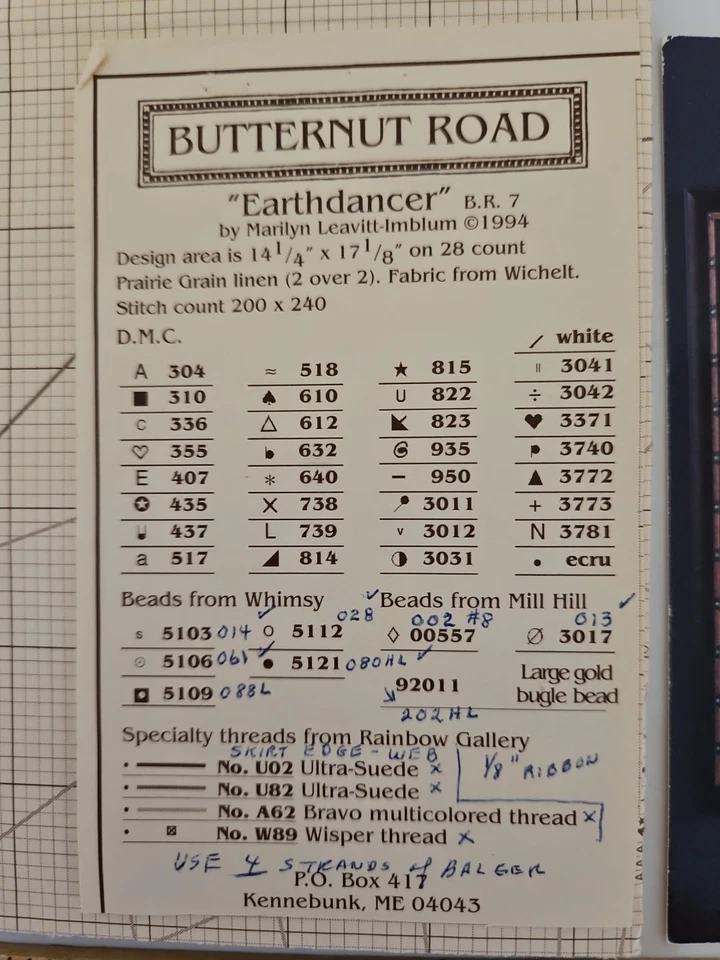 BUTTERNUT ROAD
"Earthdancer" B.R. 7
by Marilyn Leavitt-Imblum ©1994
Design area is 14 1/4" x 17 1/8" on 28 count
Prairie Grain linen (2 over 2). Fabric from Wichelt.
Stitch count 200 x 240
D.M.C. / white
A 304 ≈ 518 ★ 815 || 3041
■ 310 ♠ 610 U 822 ÷ 3042
C 336 △ 612 823 ♥ 3371
♡ 355 632 935 3740
E 407 * 640 − 950 ▲ 3772
✪ 435 X 738 3011 + 3773
437 L 739 v 3012 N 3781
a 517 ◢ 814 ◑ 3031 • ecru
Beads from Whimsy ✓ Beads from Mill Hill ✓
s 5103 014 ✓ O 5112 028 ◇ 00557 002 #8 ∅ 3017 013
⊙ 5106 061 ✓ ● 5121 080HL ✓ 92011 Large gold
5109 088L 202HL bugle bead
Specialty threads from Rainbow Gallery
SKIRT EDGE - WEB
• No. U02 Ultra-Suede x 1/8" RIBBON
• No. U82 Ultra-Suede x
• No. A62 Bravo multicolored thread x
• ⊠ No. W89 Wisper thread x
USE 4 STRANDS of BALGER
P.O. Box 417
Kennebunk, ME 04043